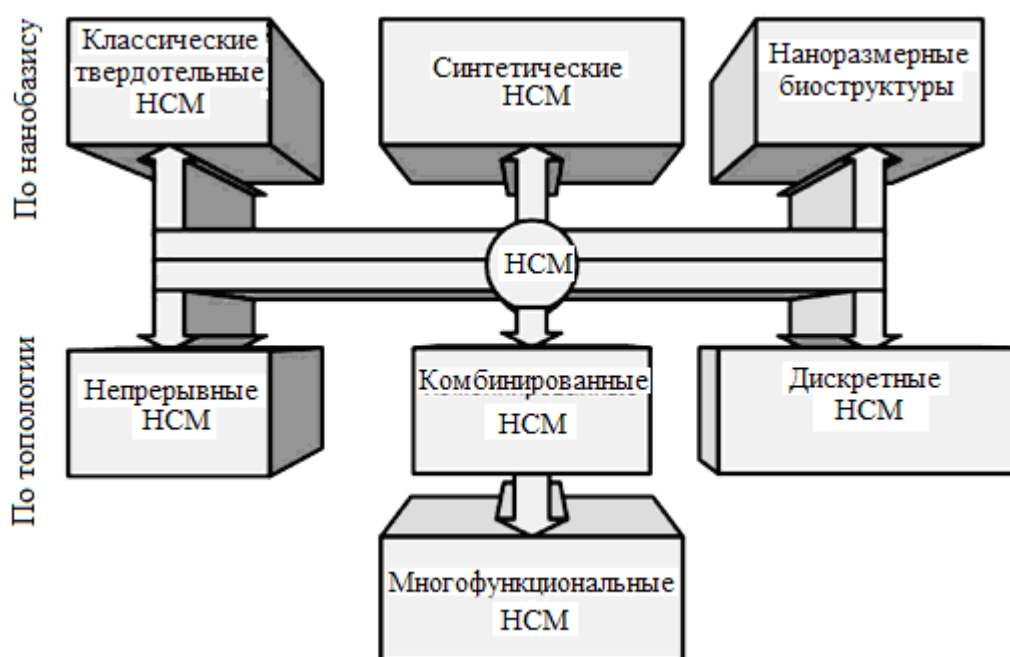 По нанобазису
Классические
твердотельные
НСМ
Синтетические
НСМ
Наноразмерные
биоструктуры
НСМ
По топологии
Непрерывные
НСМ
Комбинированные
НСМ
Дискретные
НСМ
Многофункциональные
НСМ